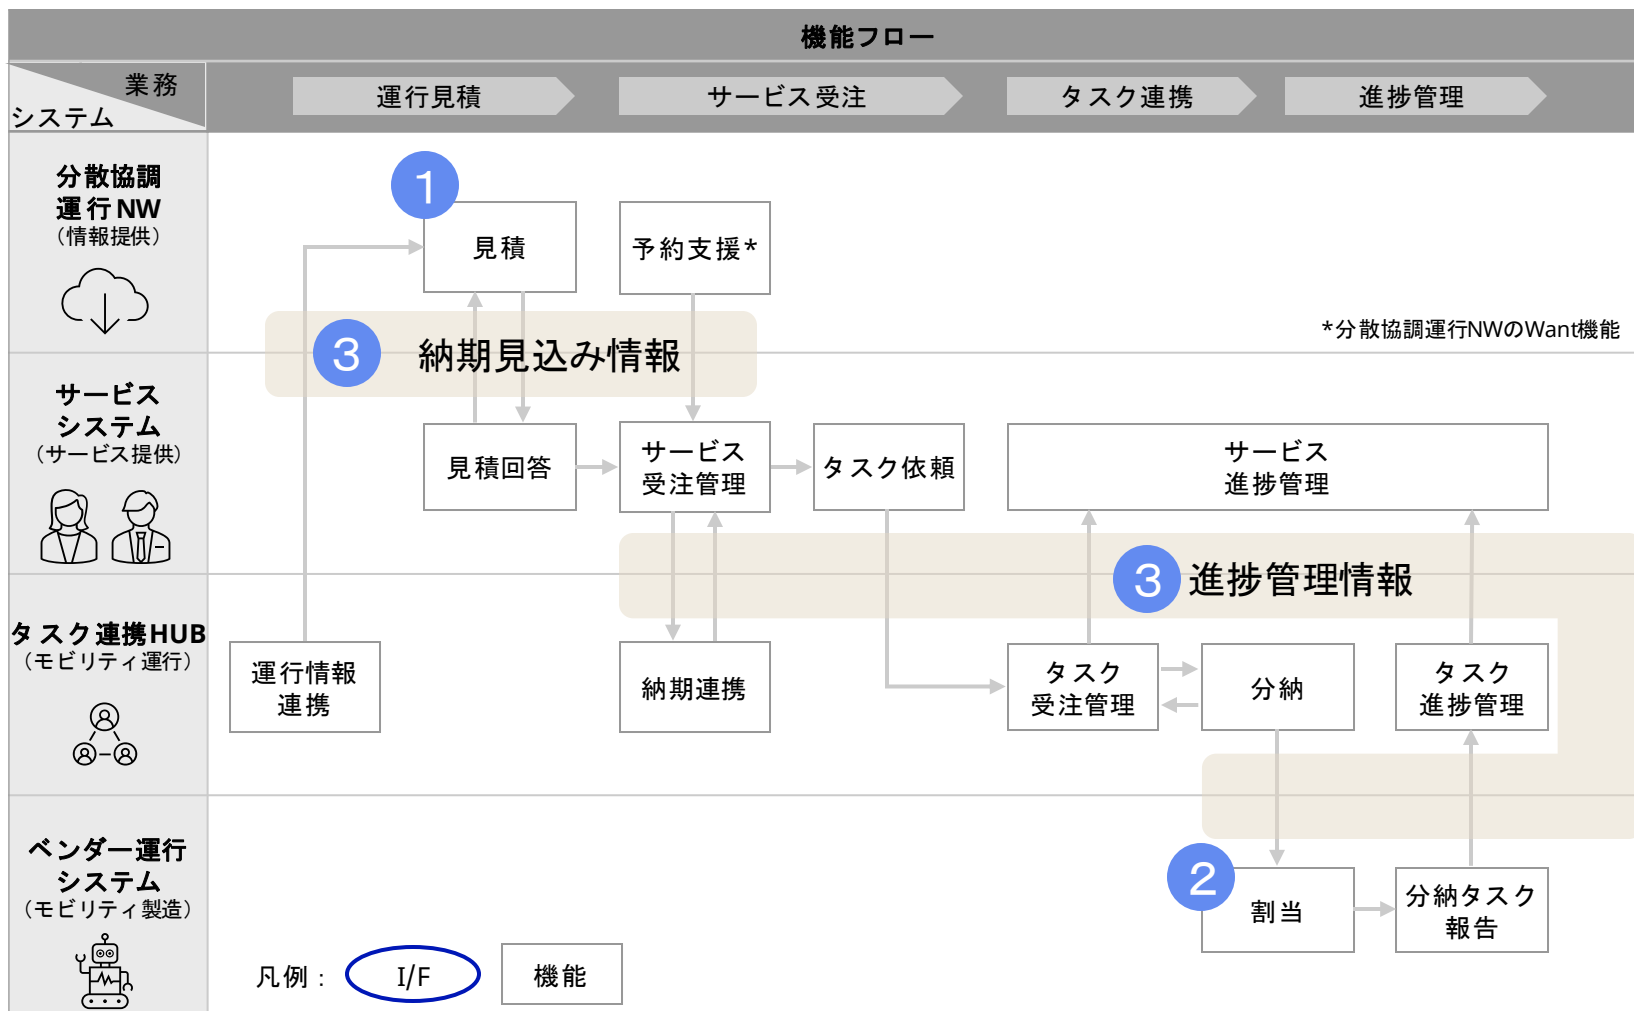 機能フロー
業務
システム
運行見積
サービス受注
タスク連携
進捗管理
分散協調
運行NW
（情報提供）
1
見積
予約支援*
*分散協調運行NWのWant機能
3
納期見込み情報
サービス
システム
（サービス提供）
見積回答
サービス
受注管理
タスク依頼
サービス
進捗管理
3
進捗管理情報
タスク連携HUB
（モビリティ運行）
運行情報
連携
納期連携
タスク
受注管理
分納
タスク
進捗管理
ベンダー運行
システム
（モビリティ製造）
2
割当
分納タスク
報告
凡例：
I/F
機能